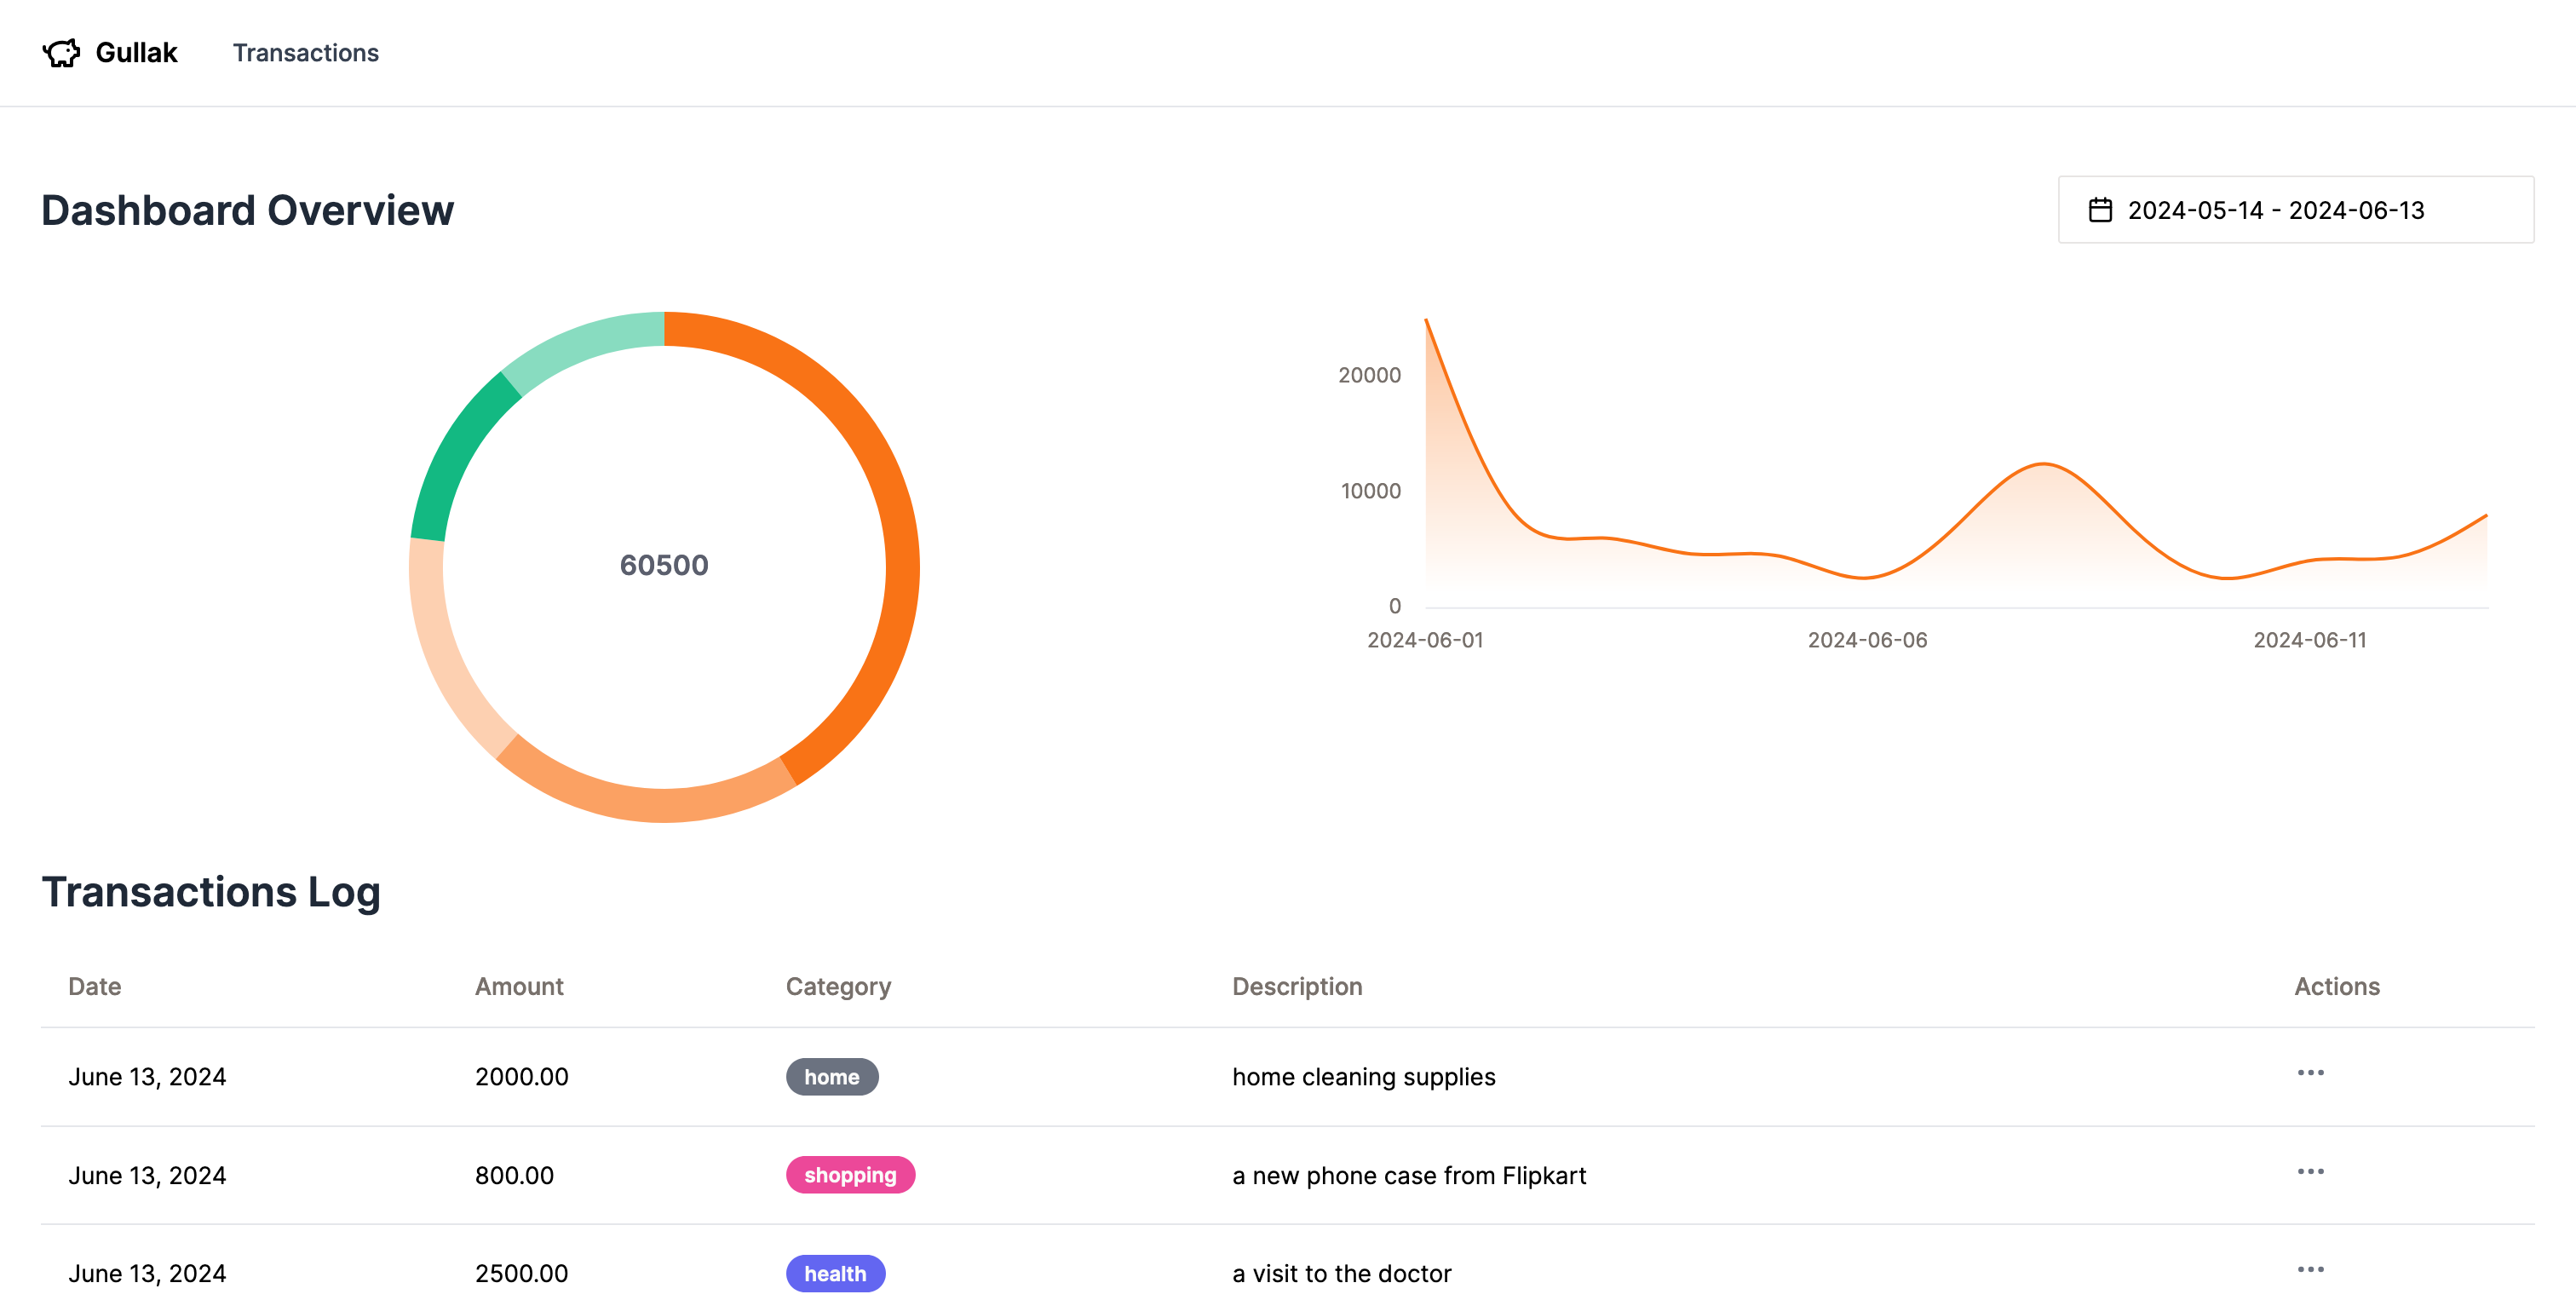 Gullak Transactions
Dashboard Overview
2024-05-14 - 2024-06-13
60500
20000
10000
0
2024-06-01 2024-06-06 2024-06-11
Transactions Log
Date Amount Category Description Actions
June 13, 2024 2000.00 home home cleaning supplies
June 13, 2024 800.00 shopping a new phone case from Flipkart
June 13, 2024 2500.00 health a visit to the doctor